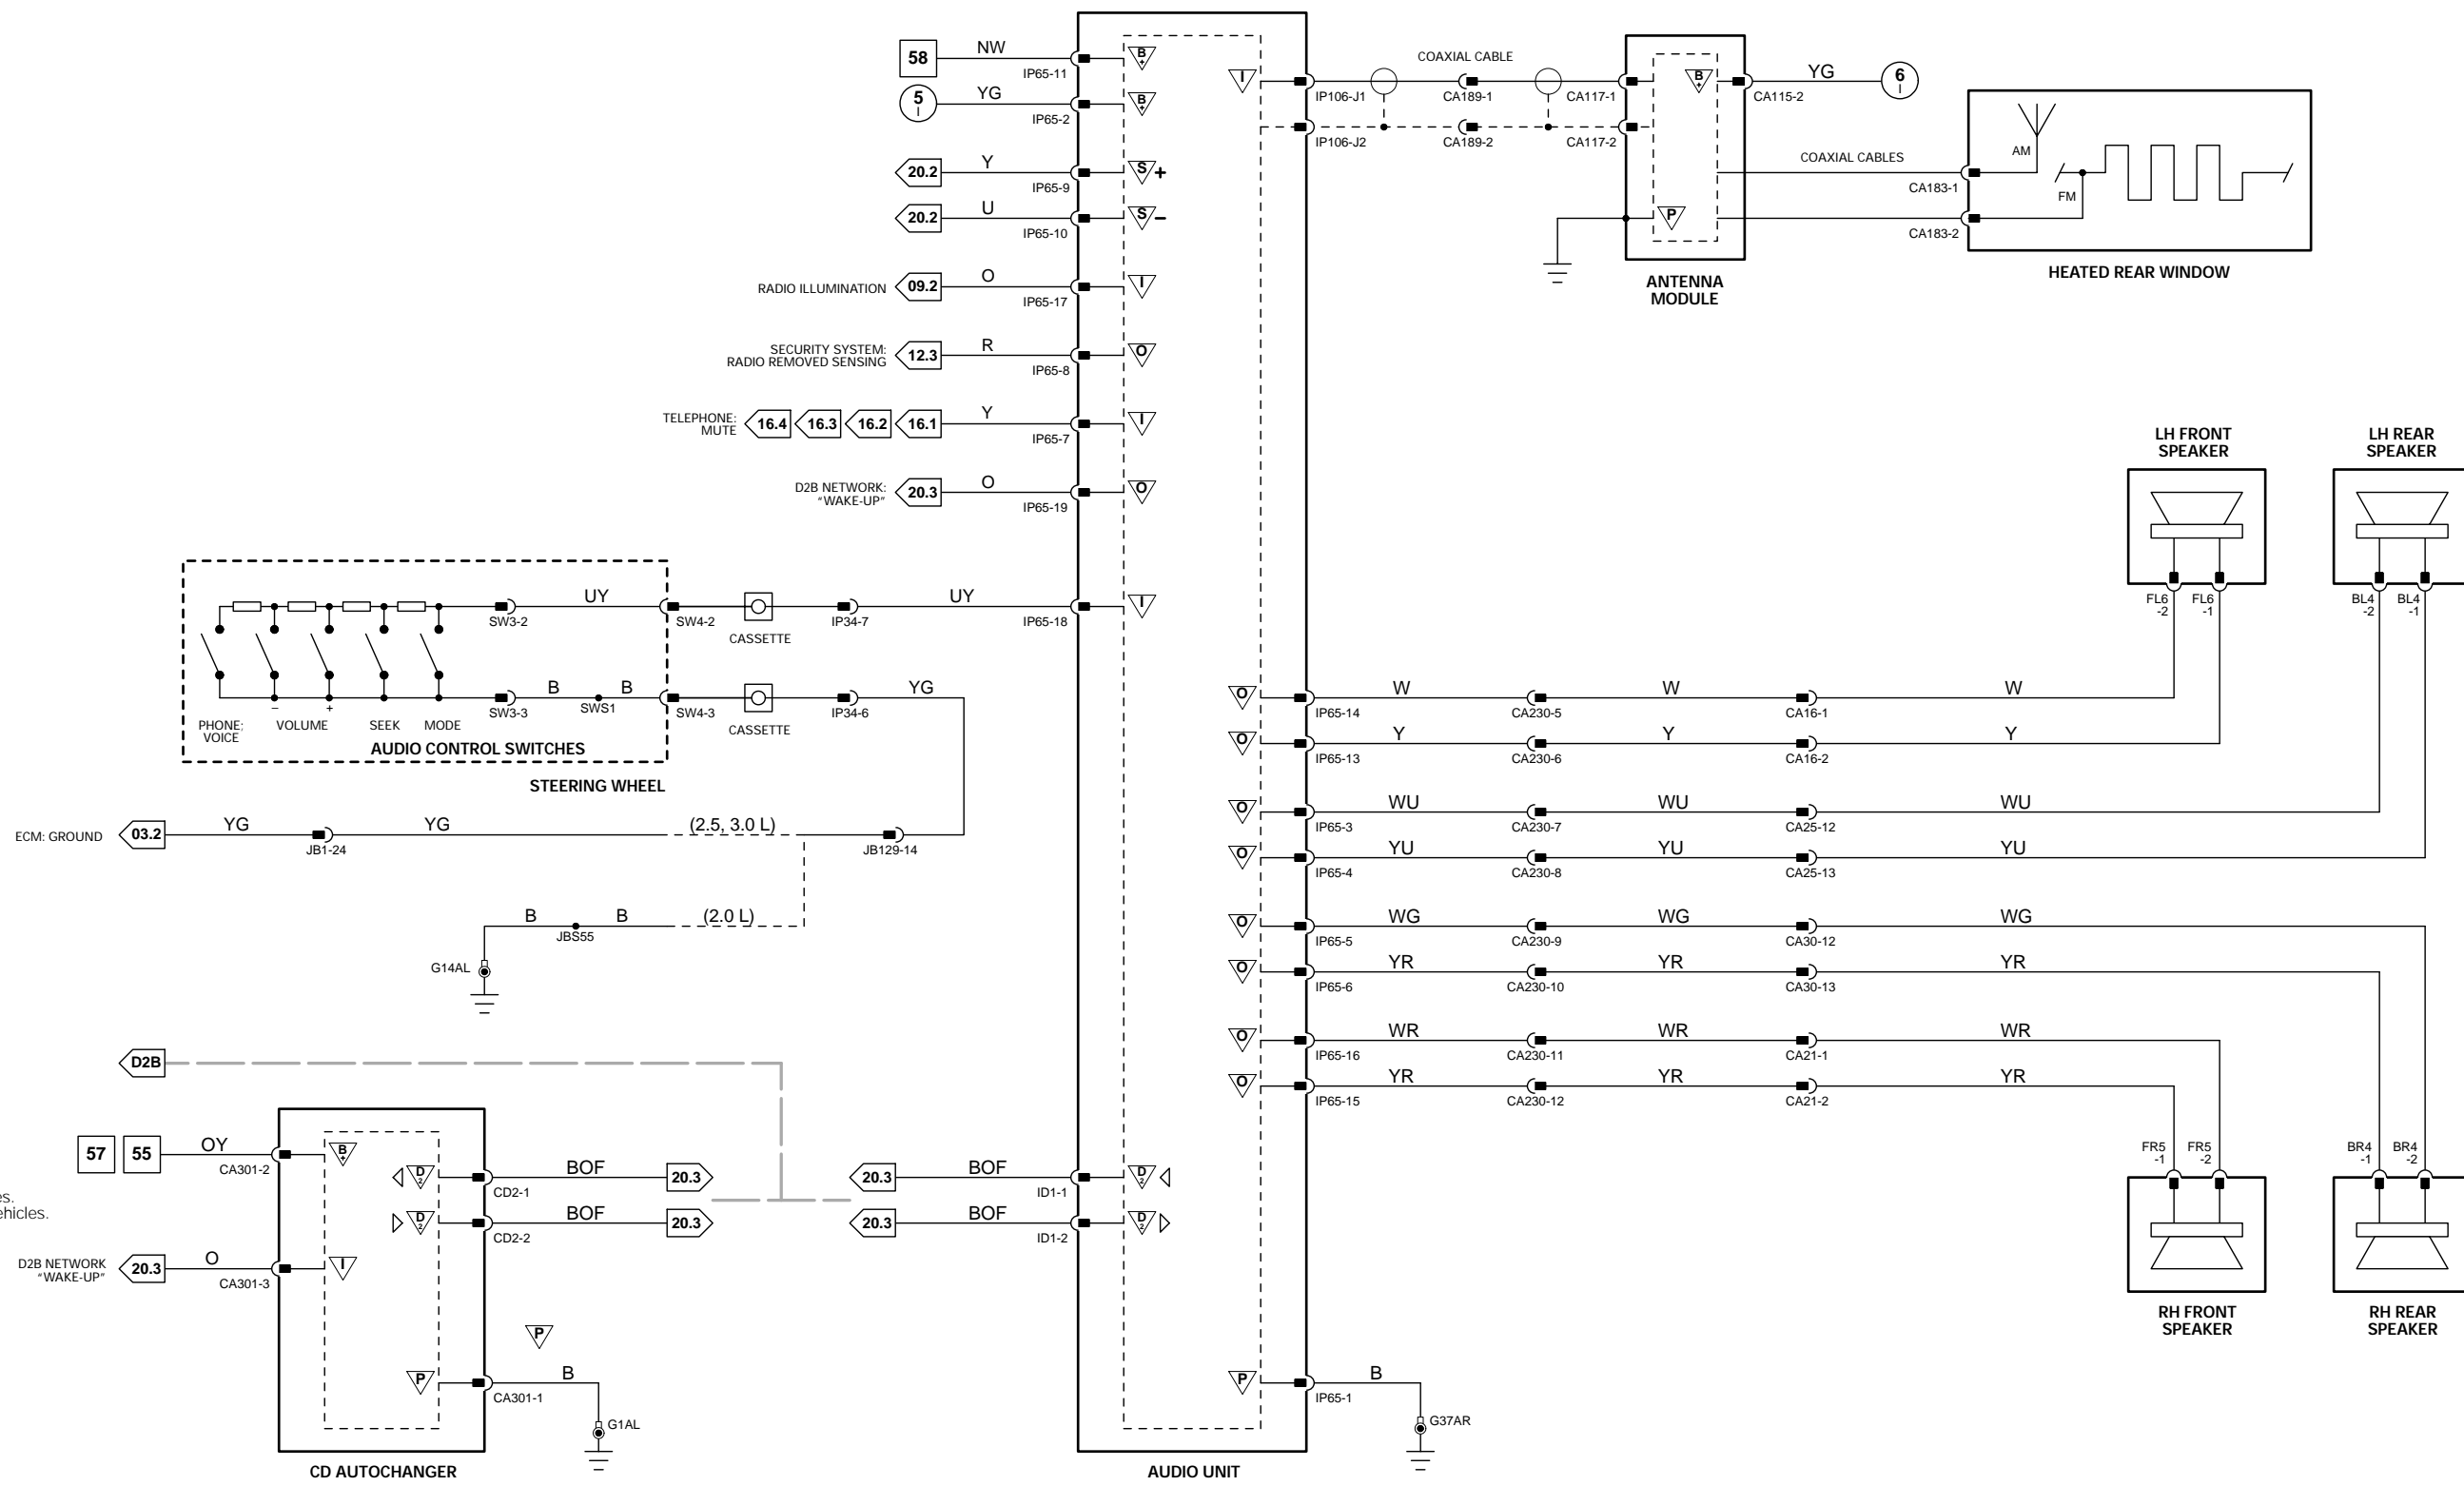 58
NW
IP65-11
B
+
5
I
YG
IP65-2
B
+
20.2
Y
IP65-9
S
+
20.2
U
IP65-10
S
–
RADIO ILLUMINATION
09.2
O
IP65-17
I
SECURITY SYSTEM:
RADIO REMOVED SENSING
12.3
R
IP65-8
O
TELEPHONE:
MUTE
16.4
16.3
16.2
16.1
Y
IP65-7
I
D2B NETWORK:
“WAKE-UP”
20.3
O
IP65-19
O
UY
SW3-2
SW4-2
CASSETTE
IP34-7
UY
IP65-18
I
B
B
SW3-3
SWS1
SW4-3
CASSETTE
IP34-6
YG
–
+
PHONE:
VOICE
VOLUME
SEEK
MODE
AUDIO CONTROL SWITCHES
STEERING WHEEL
ECM: GROUND
03.2
YG
JB1-24
YG
(2.5, 3.0 L)
JB129-14
B
JBS55
B
(2.0 L)
G14AL
D2B
57
55
OY
CA301-2
B
+
D
2
CD2-1
BOF
20.3
D
2
CD2-2
BOF
20.3
es.
ehicles.
D2B NETWORK
“WAKE-UP”
20.3
O
CA301-3
I
P
P
CA301-1
B
G1AL
CD AUTOCHANGER
20.3
BOF
ID1-1
D
2
20.3
BOF
ID1-2
D
2
I
IP106-J1
COAXIAL CABLE
CA189-1
CA117-1
IP106-J2
CA189-2
CA117-2
B
+
CA115-2
YG
6
I
P
ANTENNA
MODULE
COAXIAL CABLES
CA183-1
CA183-2
AM
FM
HEATED REAR WINDOW
LH FRONT
SPEAKER
LH REAR
SPEAKER
FL6
-2
FL6
-1
BL4
-2
BL4
-1
O
IP65-14
W
CA230-5
W
CA16-1
W
O
IP65-13
Y
CA230-6
Y
CA16-2
Y
O
IP65-3
WU
CA230-7
WU
CA25-12
WU
O
IP65-4
YU
CA230-8
YU
CA25-13
YU
O
IP65-5
WG
CA230-9
WG
CA30-12
WG
O
IP65-6
YR
CA230-10
YR
CA30-13
YR
O
IP65-16
WR
CA230-11
WR
CA21-1
WR
O
IP65-15
YR
CA230-12
YR
CA21-2
YR
FR5
-1
FR5
-2
BR4
-1
BR4
-2
RH FRONT
SPEAKER
RH REAR
SPEAKER
P
IP65-1
B
G37AR
AUDIO UNIT